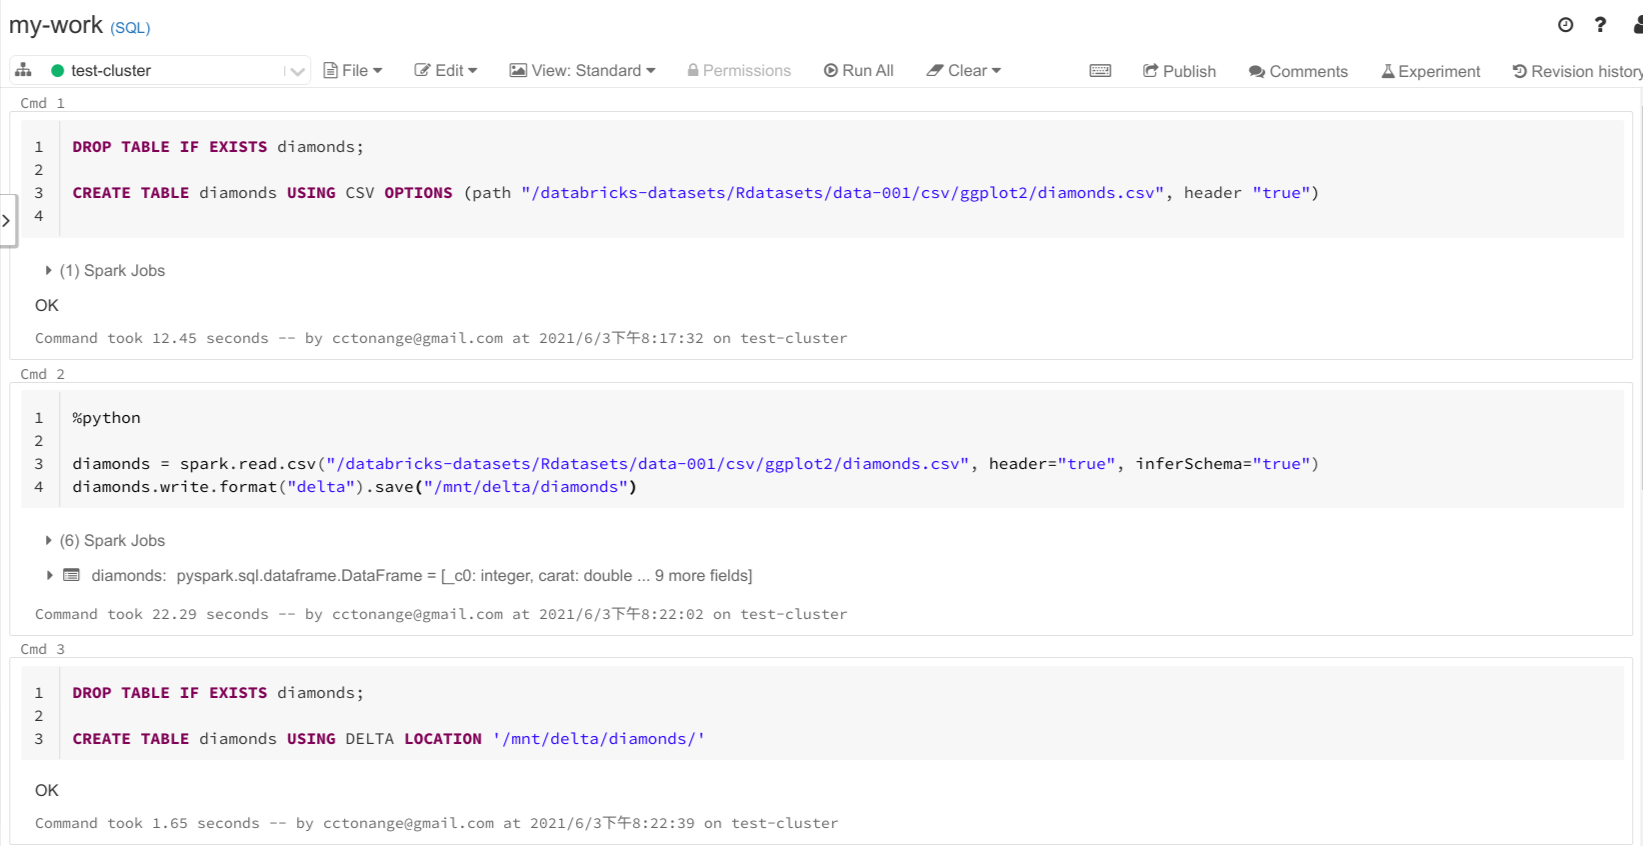 my-work (SQL)
test-cluster File Edit View: Standard Permissions Run All Clear Publish Comments Experiment Revision history
Cmd 1
1 DROP TABLE IF EXISTS diamonds;
2
3 CREATE TABLE diamonds USING CSV OPTIONS (path "/databricks-datasets/Rdatasets/data-001/csv/ggplot2/diamonds.csv", header "true")
4
(1) Spark Jobs
OK
Command took 12.45 seconds -- by cctonange@gmail.com at 2021/6/3下午8:17:32 on test-cluster
Cmd 2
1 %python
2
3 diamonds = spark.read.csv("/databricks-datasets/Rdatasets/data-001/csv/ggplot2/diamonds.csv", header="true", inferSchema="true")
4 diamonds.write.format("delta").save("/mnt/delta/diamonds")
(6) Spark Jobs
diamonds: pyspark.sql.dataframe.DataFrame = [_c0: integer, carat: double ... 9 more fields]
Command took 22.29 seconds -- by cctonange@gmail.com at 2021/6/3下午8:22:02 on test-cluster
Cmd 3
1 DROP TABLE IF EXISTS diamonds;
2
3 CREATE TABLE diamonds USING DELTA LOCATION '/mnt/delta/diamonds/'
OK
Command took 1.65 seconds -- by cctonange@gmail.com at 2021/6/3下午8:22:39 on test-cluster